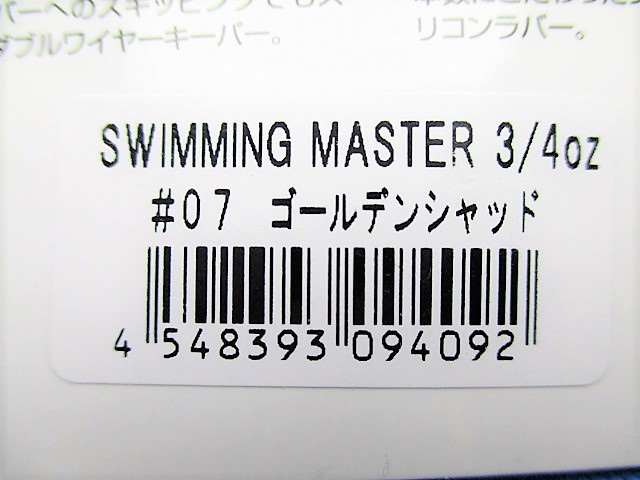 バーへのスキッピングでもズ
ダブルワイヤーキーパー。
リコンラバー。
SWIMMING MASTER 3/4oz
#07 ゴールデンシャッド
4 548393 094092